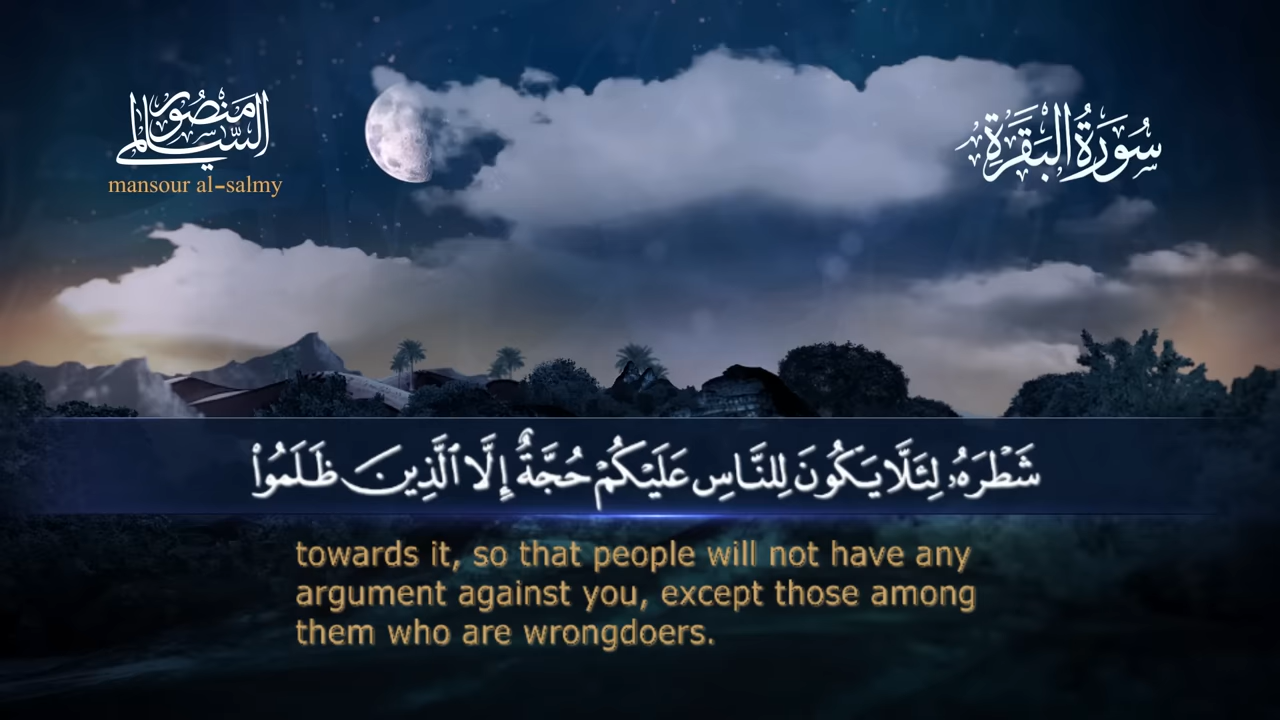 منصور
السالمي
mansour al-salmy
سُورَةُ البَقَرَةِ
شَطْرَهُۥ لِئَلَّا يَكُونَ لِلنَّاسِ عَلَيْكُمْ حُجَّةٌ إِلَّا ٱلَّذِينَ ظَلَمُوا۟
towards it, so that people will not have any
argument against you, except those among
them who are wrongdoers.